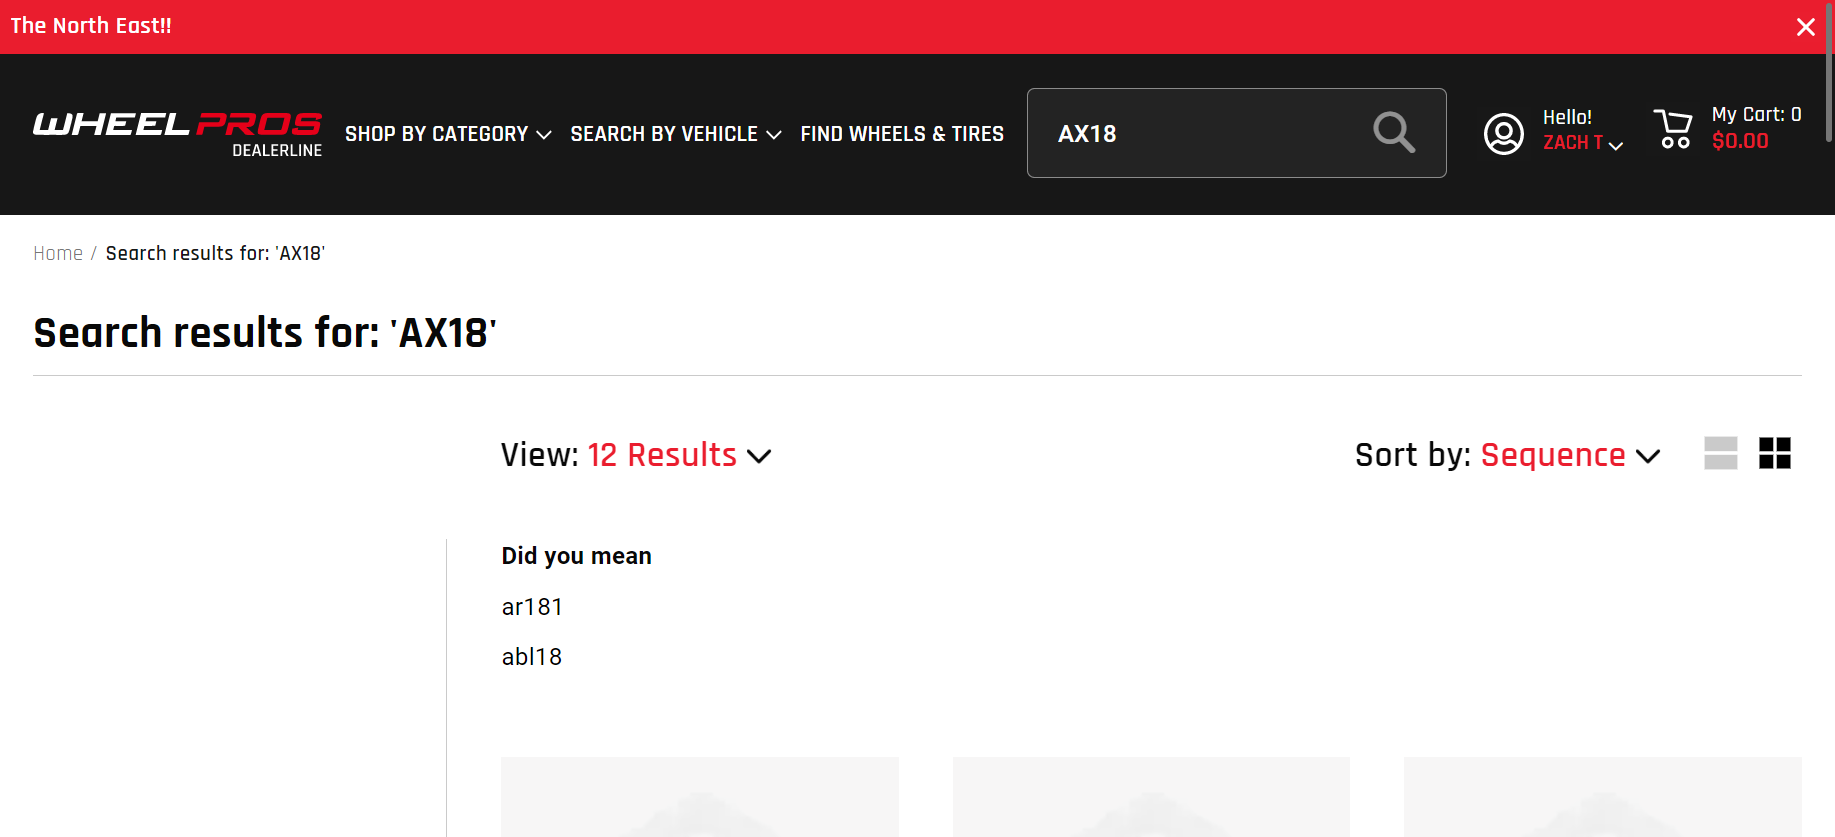 The North East!!
WHEEL PROS
DEALERLINE
SHOP BY CATEGORY
SEARCH BY VEHICLE
FIND WHEELS & TIRES
AX18
Hello!
ZACH T
My Cart: 0
$0.00
Home / Search results for: 'AX18'
Search results for: 'AX18'
View: 12 Results
Sort by: Sequence
Did you mean
ar181
abl18